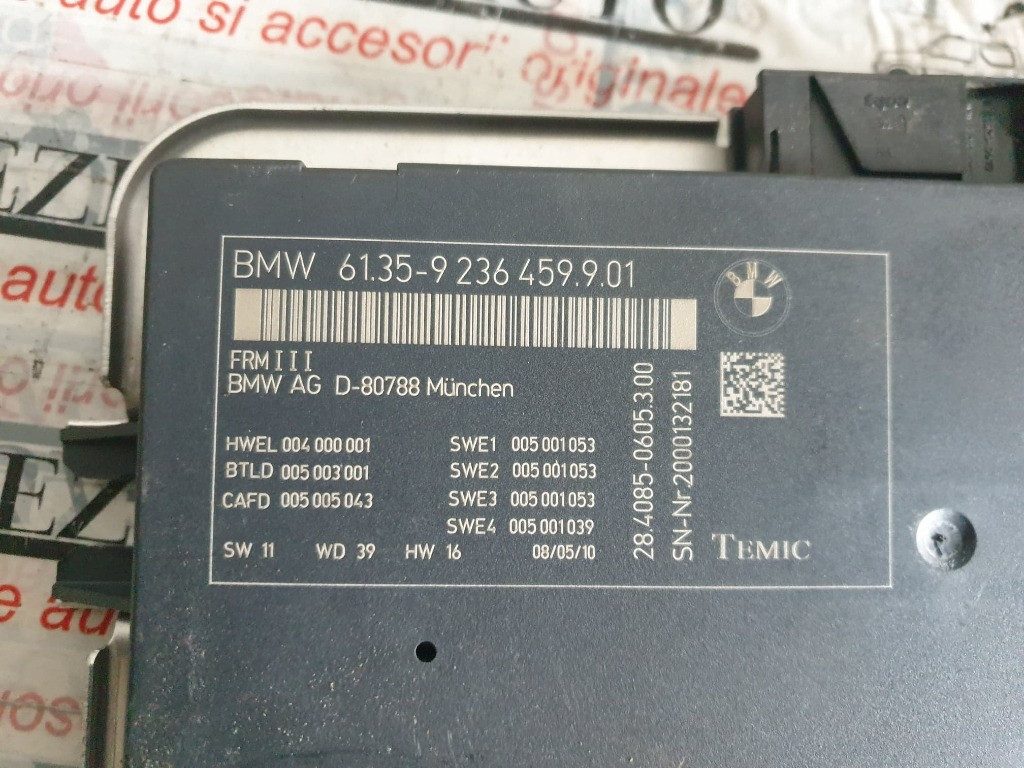 auto si accesorii originale
auto
EZ
BMW 61.35-9 236 459.9.01
BMW
FRM III
BMW AG D-80788 München
HWEL 004 000 001 SWE1 005 001 053
BTLD 005 003 001 SWE2 005 001 053
CAFD 005 005 043 SWE3 005 001 053
SWE4 005 001 039
SW 11 WD 39 HW 16 08/05/10
28.4085-0605.3.00
SN-Nr.2000132181
TEMIC